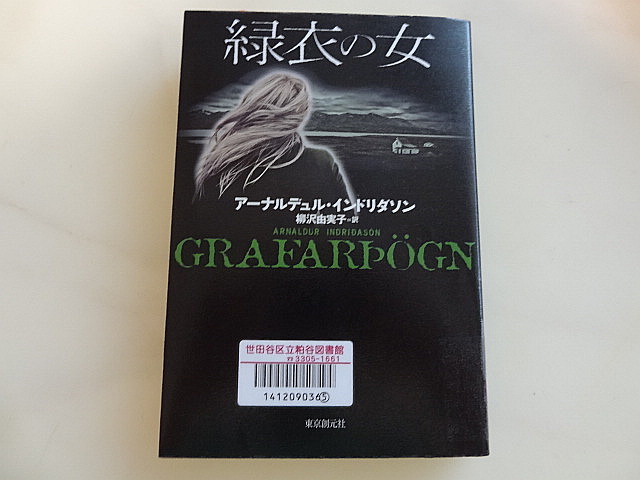 緑衣の女
アーナルデュル・インドリダソン
柳沢由実子=訳
ARNALDUR INDRIÐASON
GRAFARÞÖGN
世田谷区立粕谷図書館
☎3305-1661
141209036⑤
東京創元社